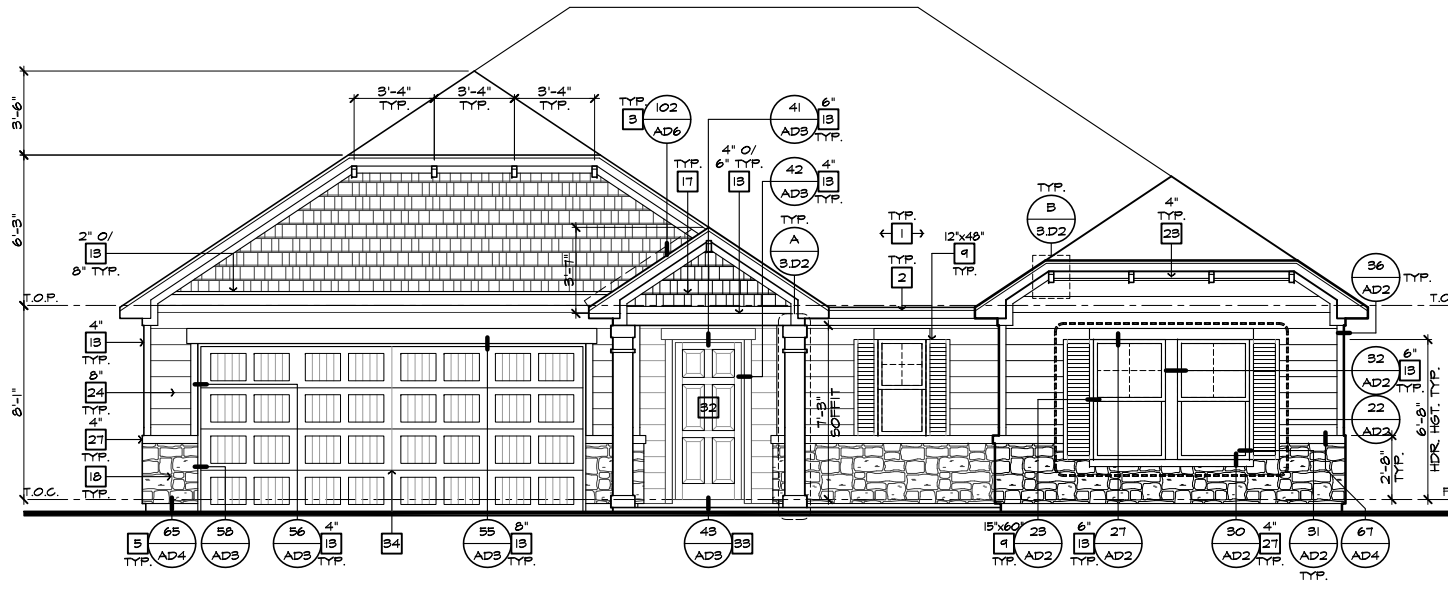 3'-6"
3'-4"
TYP.
3'-4"
TYP.
3'-4"
TYP.
TYP.
3
102
AD6
41
AD3
6"
13
TYP.
42
AD3
4"
13
TYP.
4" O/
6" TYP.
13
TYP.
17
TYP.
A
3.D2
TYP.
1
TYP.
2
12"x48"
9
TYP.
TYP.
B
3.D2
4"
23
36
AD2
TYP.
6'-3"
2" O/
13
8" TYP.
3'-7"
T.O.P.
T.O
8'-11"
4"
13
TYP.
8"
24
TYP.
4"
27
TYP.
18
TYP.
32
7'-3"
SOFFIT
32
AD2
6"
13
TYP.
22
AD2
6'-8"
HDR. HGT. TYP.
2'-8"
TYP.
T.O.C.
T
5
TYP.
65
AD4
58
AD3
56
AD3
4"
13
TYP.
34
55
AD3
8"
13
TYP.
43
AD3
33
15"x60"
9
TYP.
23
AD2
6"
13
TYP.
27
AD2
30
AD2
4"
27
TYP.
31
AD2
TYP.
67
AD4